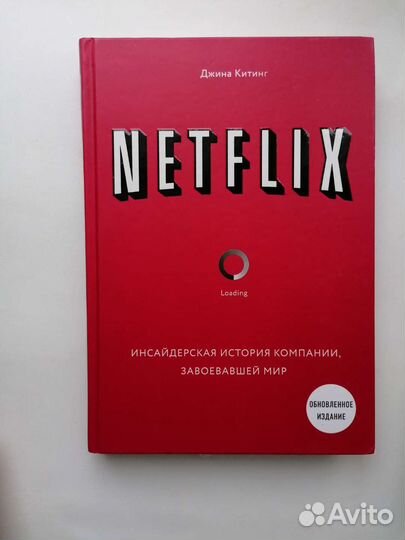 Джина Китинг
NETFLIX
Loading
ИНСАЙДЕРСКАЯ ИСТОРИЯ КОМПАНИИ,
ЗАВОЕВАВШЕЙ МИР
ОБНОВЛЕННОЕ
ИЗДАНИЕ
Avito